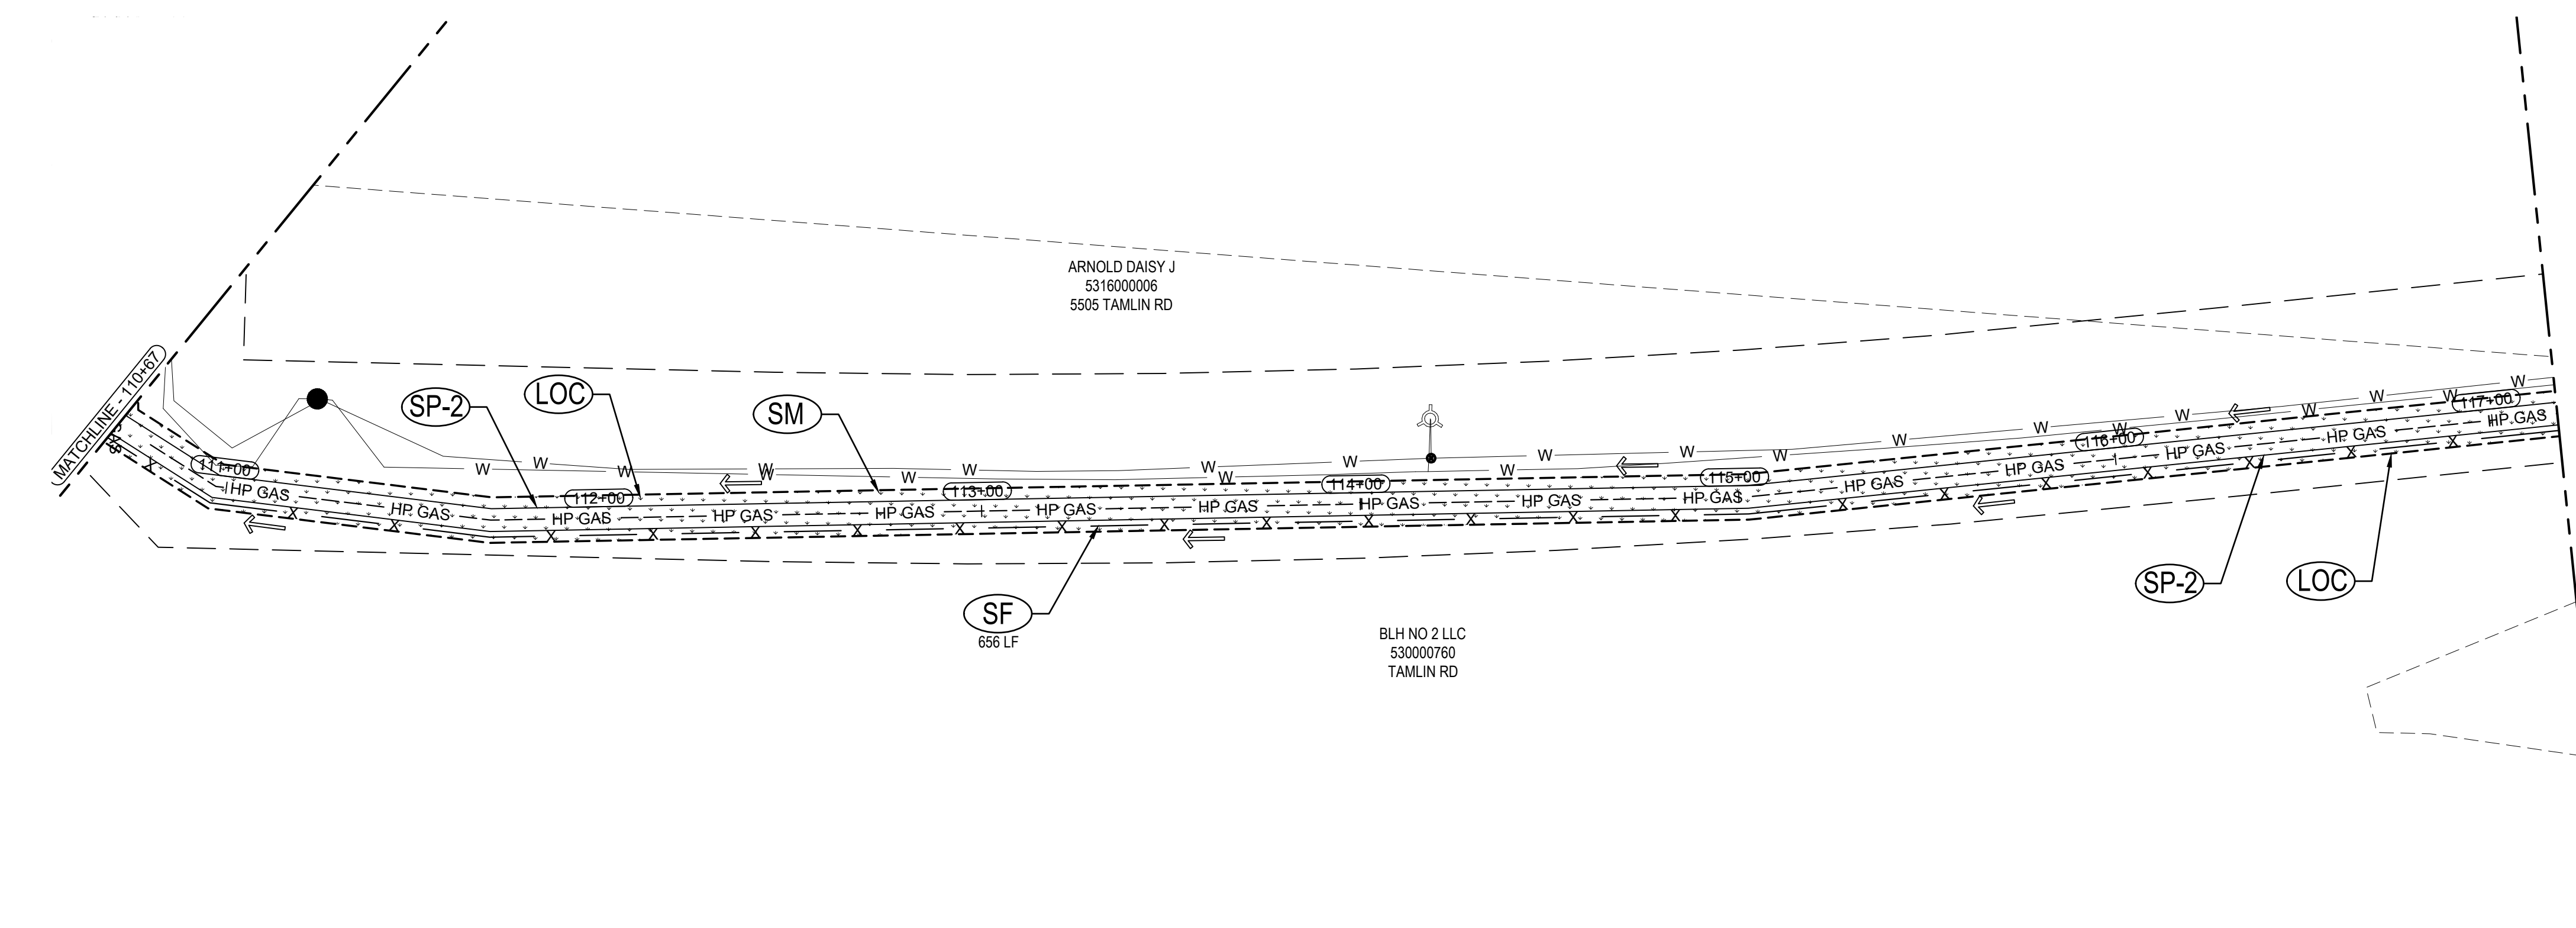 ARNOLD DAISY J
5316000006
5505 TAMLIN RD
MATCHLINE - 110+67
SP-2
LOC
SM
W W W W W W W W W W W W W W W W W W W W W W W W W
111+00
112+00
113+00
114+00
115+00
116+00
117+00
HP GAS HP GAS HP GAS HP GAS HP GAS HP GAS HP GAS HP GAS HP GAS HP GAS HP GAS HP GAS HP GAS HP GAS HP GAS
X X X X X X X X X X X X X X X X X X X X X X X X
SF
656 LF
SP-2
LOC
BLH NO 2 LLC
530000760
TAMLIN RD